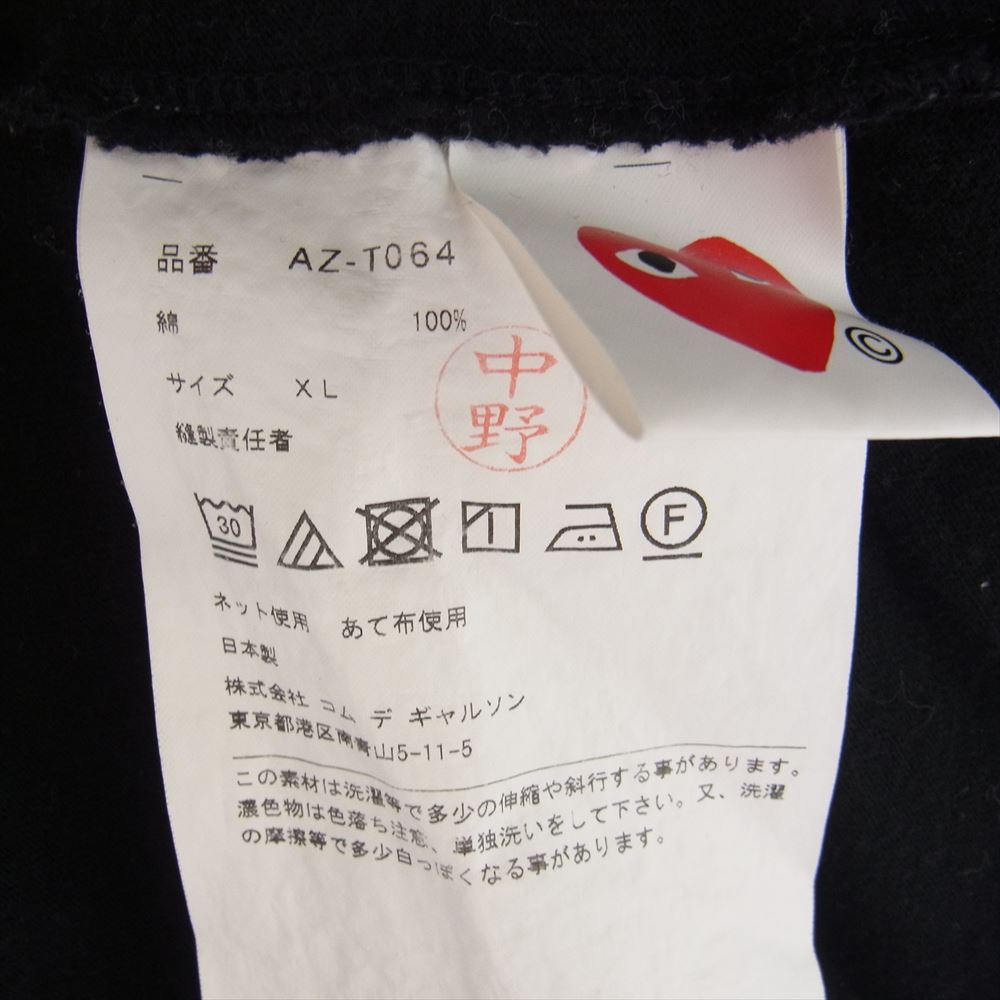 品番 AZ-T064
綿 100%
サイズ XL
縫製責任者 中野
30 F
ネット使用 あて布使用
日本製
株式会社 コム デ ギャルソン
東京都港区南青山5-11-5
この素材は洗濯等で多少の伸縮や斜行する事があります。
濃色物は色落ち注意、単独洗いをして下さい。又、洗濯
の摩擦等で多少白っぽくなる事があります。
©